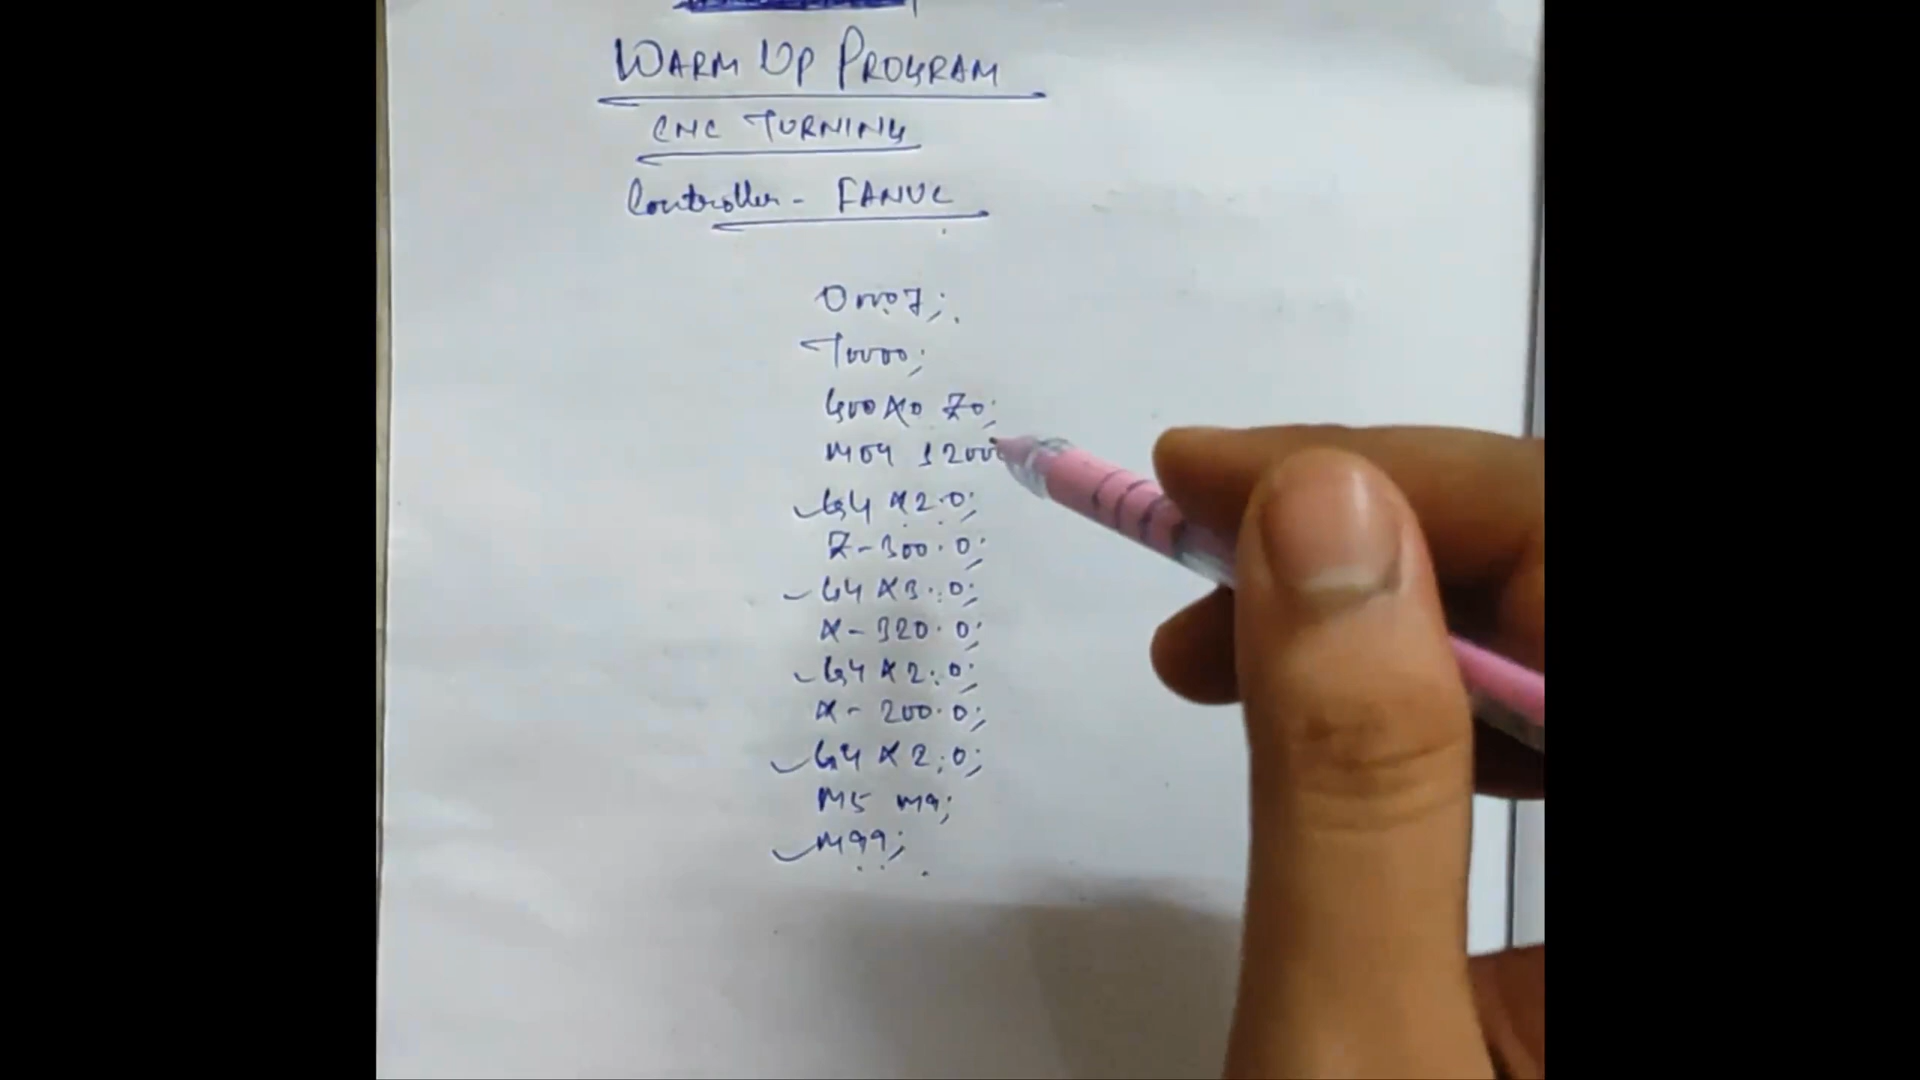 WARM UP PROGRAM
CNC TURNING
Controller - FANUC
O0007;
T0000;
G00 X0 Z0;
M04 S2000
G4 X2.0;
Z-300.0;
G4 X3.0;
X-320.0;
G4 X2.0;
X-200.0;
G4 X2.0;
M5 M9;
M99;